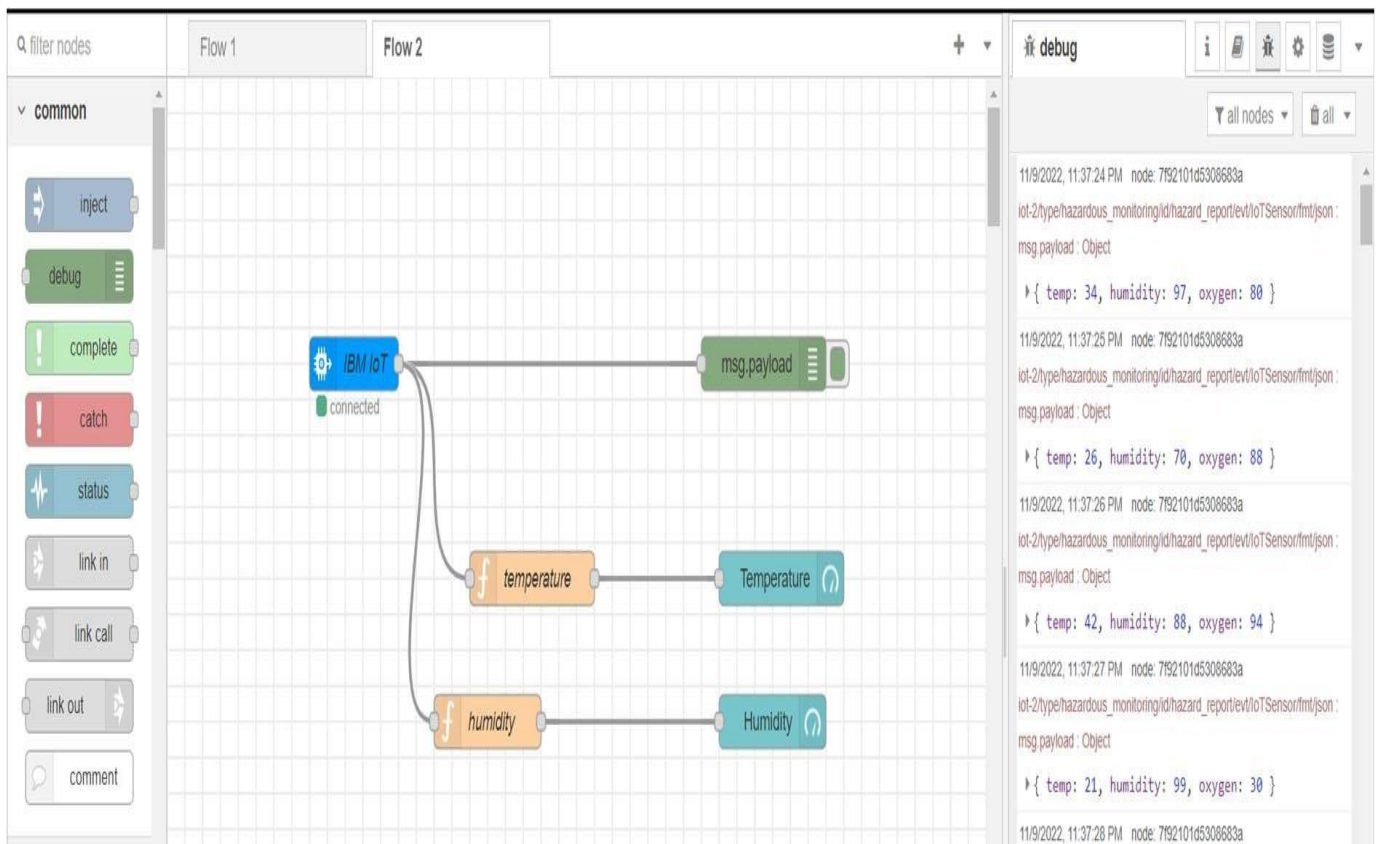 filter nodes
Flow 1
Flow 2
debug
common
all nodes
all
inject
debug
complete
catch
status
link in
link call
link out
comment
IBM IoT
connected
msg.payload
temperature
Temperature
humidity
Humidity
11/9/2022, 11:37:24 PM node: 7f92101d5308683a
iot-2/type/hazardous_monitoring/id/hazard_report/evt/IoTSensor/fmt/json :
msg.payload : Object
{ temp: 34, humidity: 97, oxygen: 80 }
11/9/2022, 11:37:25 PM node: 7f92101d5308683a
iot-2/type/hazardous_monitoring/id/hazard_report/evt/IoTSensor/fmt/json :
msg.payload : Object
{ temp: 26, humidity: 70, oxygen: 88 }
11/9/2022, 11:37:26 PM node: 7f92101d5308683a
iot-2/type/hazardous_monitoring/id/hazard_report/evt/IoTSensor/fmt/json :
msg.payload : Object
{ temp: 42, humidity: 88, oxygen: 94 }
11/9/2022, 11:37:27 PM node: 7f92101d5308683a
iot-2/type/hazardous_monitoring/id/hazard_report/evt/IoTSensor/fmt/json :
msg.payload : Object
{ temp: 21, humidity: 99, oxygen: 30 }
11/9/2022, 11:37:28 PM node: 7f92101d5308683a